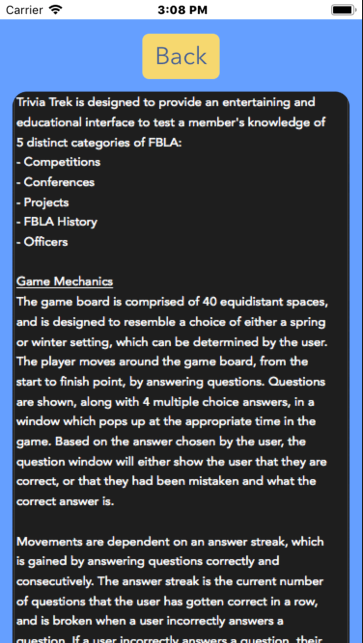 Carrier 3:08 PM
Back
Trivia Trek is designed to provide an entertaining and
educational interface to test a member's knowledge of
5 distinct categories of FBLA:
- Competitions
- Conferences
- Projects
- FBLA History
- Officers
Game Mechanics
The game board is comprised of 40 equidistant spaces,
and is designed to resemble a choice of either a spring
or winter setting, which can be determined by the user.
The player moves around the game board, from the
start to finish point, by answering questions. Questions
are shown, along with 4 multiple choice answers, in a
window which pops up at the appropriate time in the
game. Based on the answer chosen by the user, the
question window will either show the user that they are
correct, or that they had been mistaken and what the
correct answer is.
Movements are dependent on an answer streak, which
is gained by answering questions correctly and
consecutively. The answer streak is the current number
of questions that the user has gotten correct in a row,
and is broken when a user incorrectly answers a
question. If a user incorrectly answers a question, their